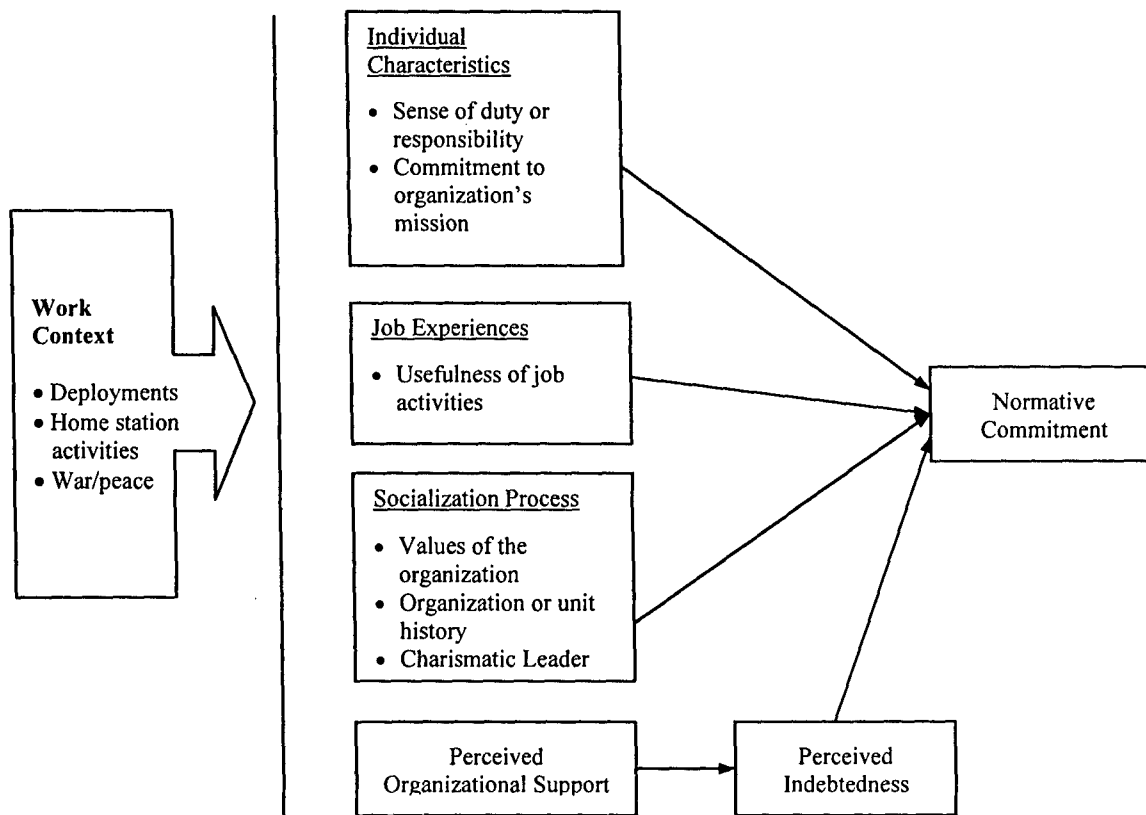 Work
Context
• Deployments
• Home station
activities
• War/peace
Individual
Characteristics
• Sense of duty or
responsibility
• Commitment to
organization's
mission
Job Experiences
• Usefulness of job
activities
Socialization Process
• Values of the
organization
• Organization or unit
history
• Charismatic Leader
Perceived
Organizational Support
Perceived
Indebtedness
Normative
Commitment